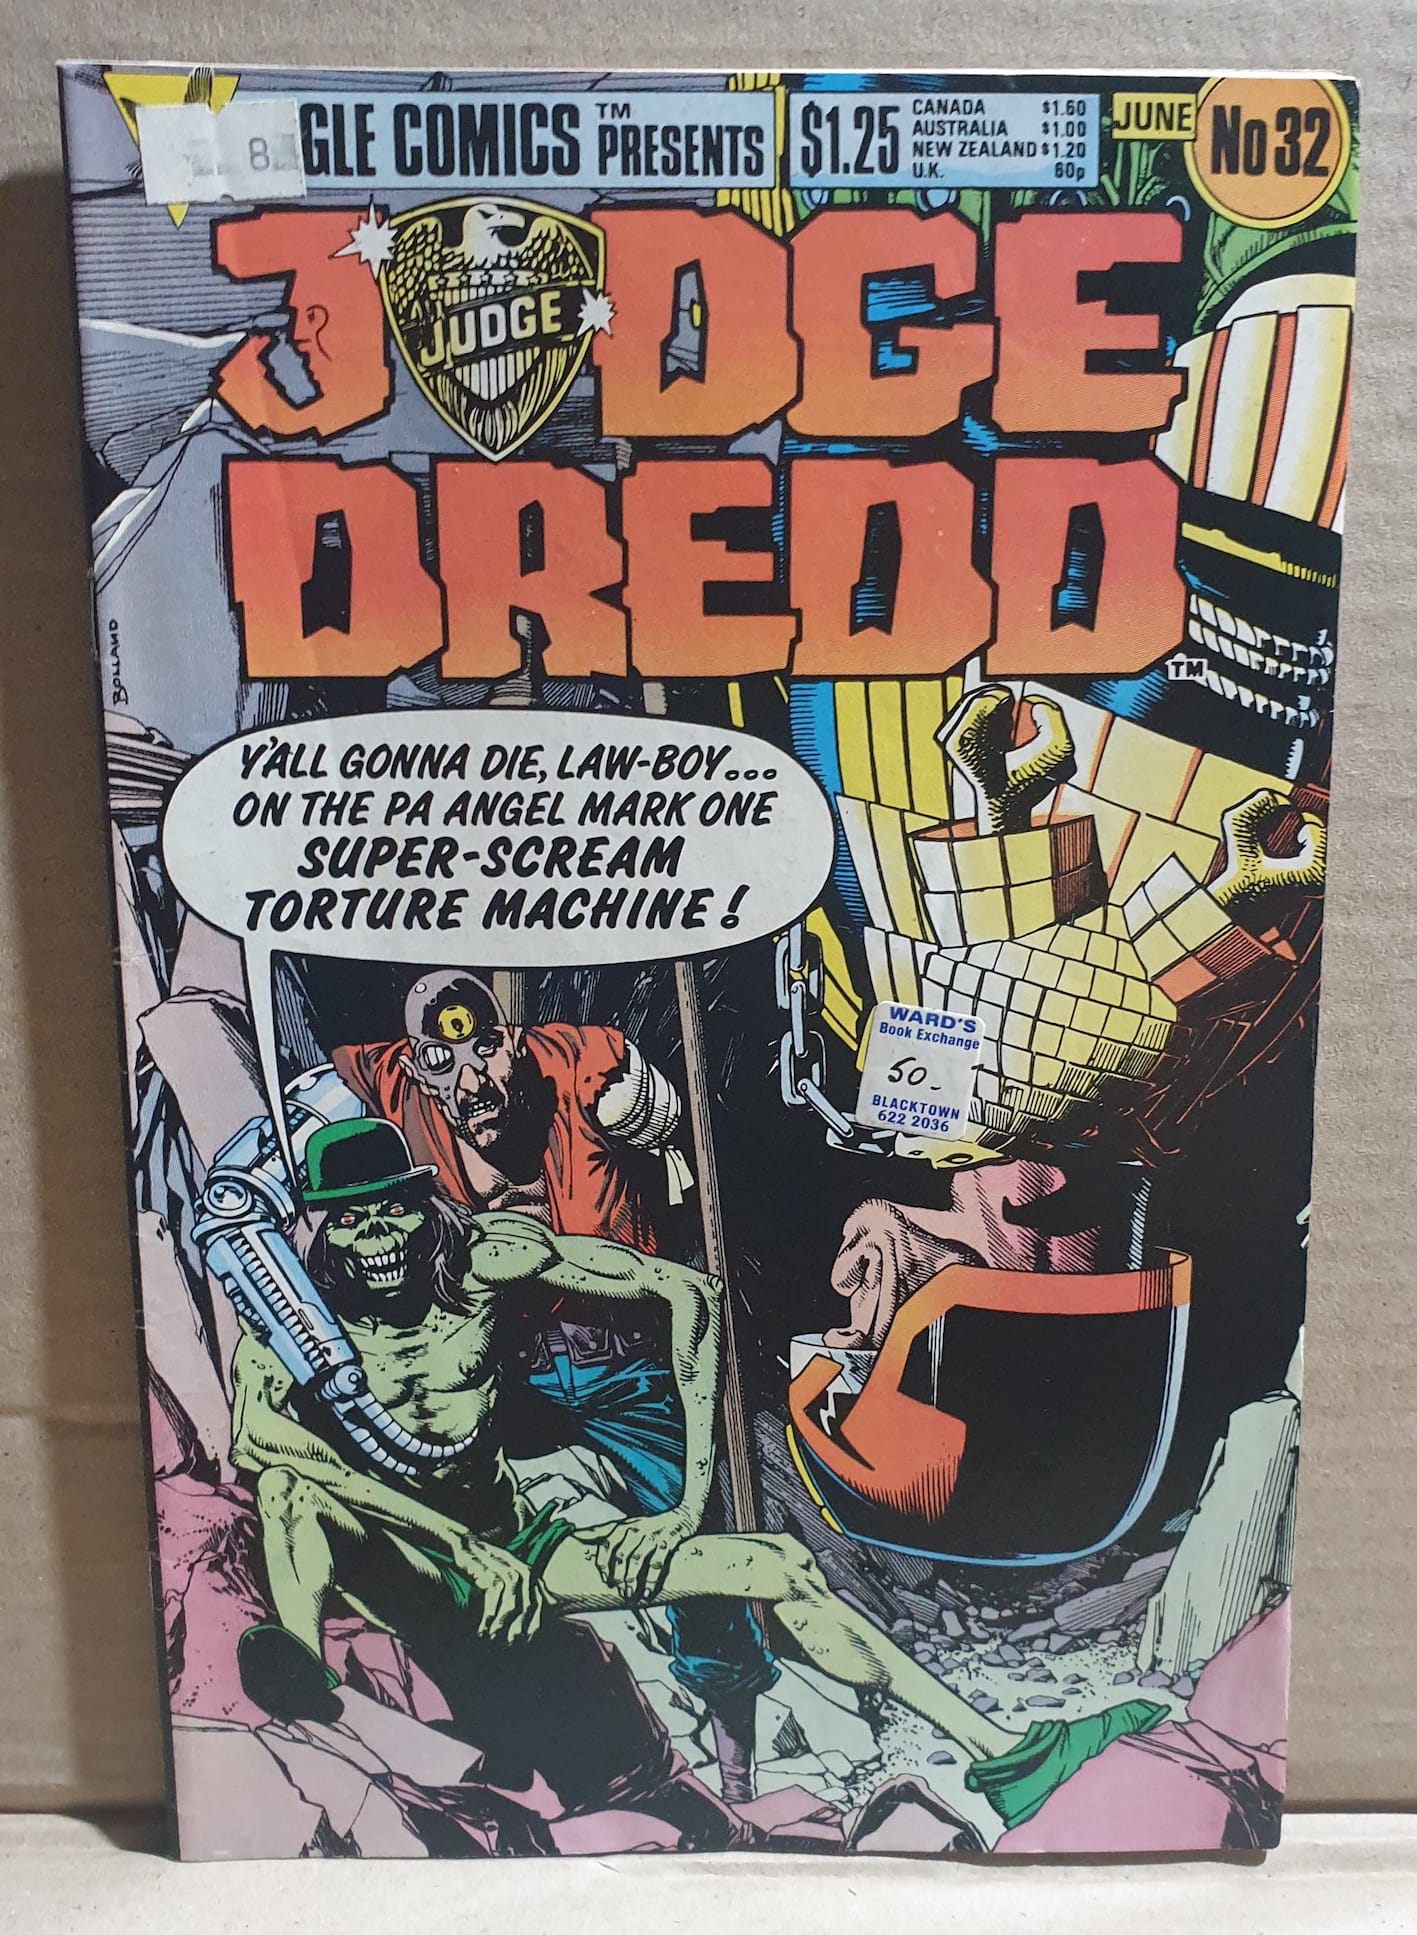 GLE COMICS™ PRESENTS
$1.25
CANADA $1.60
AUSTRALIA $1.00
NEW ZEALAND $1.20
U.K. 60p
JUNE
No 32
8
JUDGE
JUDGE
DREDD
TM
BOLLAND
Y'ALL GONNA DIE, LAW-BOY...
ON THE PA ANGEL MARK ONE
SUPER-SCREAM
TORTURE MACHINE!
WARD'S
Book Exchange
50.-
BLACKTOWN
622 2036